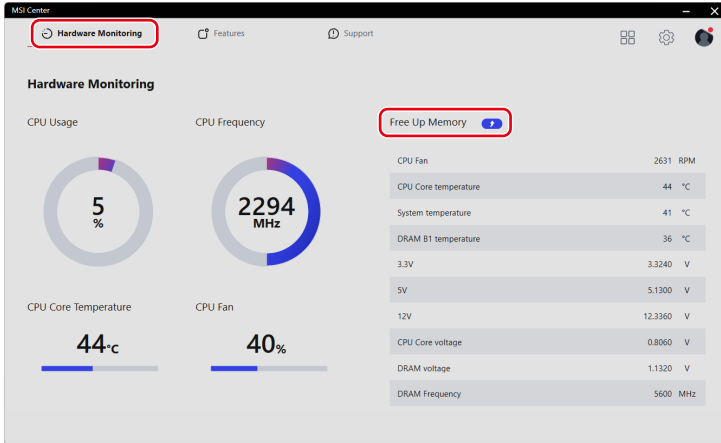 MSI Center
Hardware Monitoring
Features
Support
Hardware Monitoring
CPU Usage
CPU Frequency
Free Up Memory
5
%
2294
MHz
CPU Fan 2631 RPM
CPU Core temperature 44 °C
System temperature 41 °C
DRAM B1 temperature 36 °C
3.3V 3.3240 V
5V 5.1300 V
12V 12.3360 V
CPU Core voltage 0.8060 V
DRAM voltage 1.1320 V
DRAM Frequency 5600 MHz
CPU Core Temperature
CPU Fan
44°C
40%